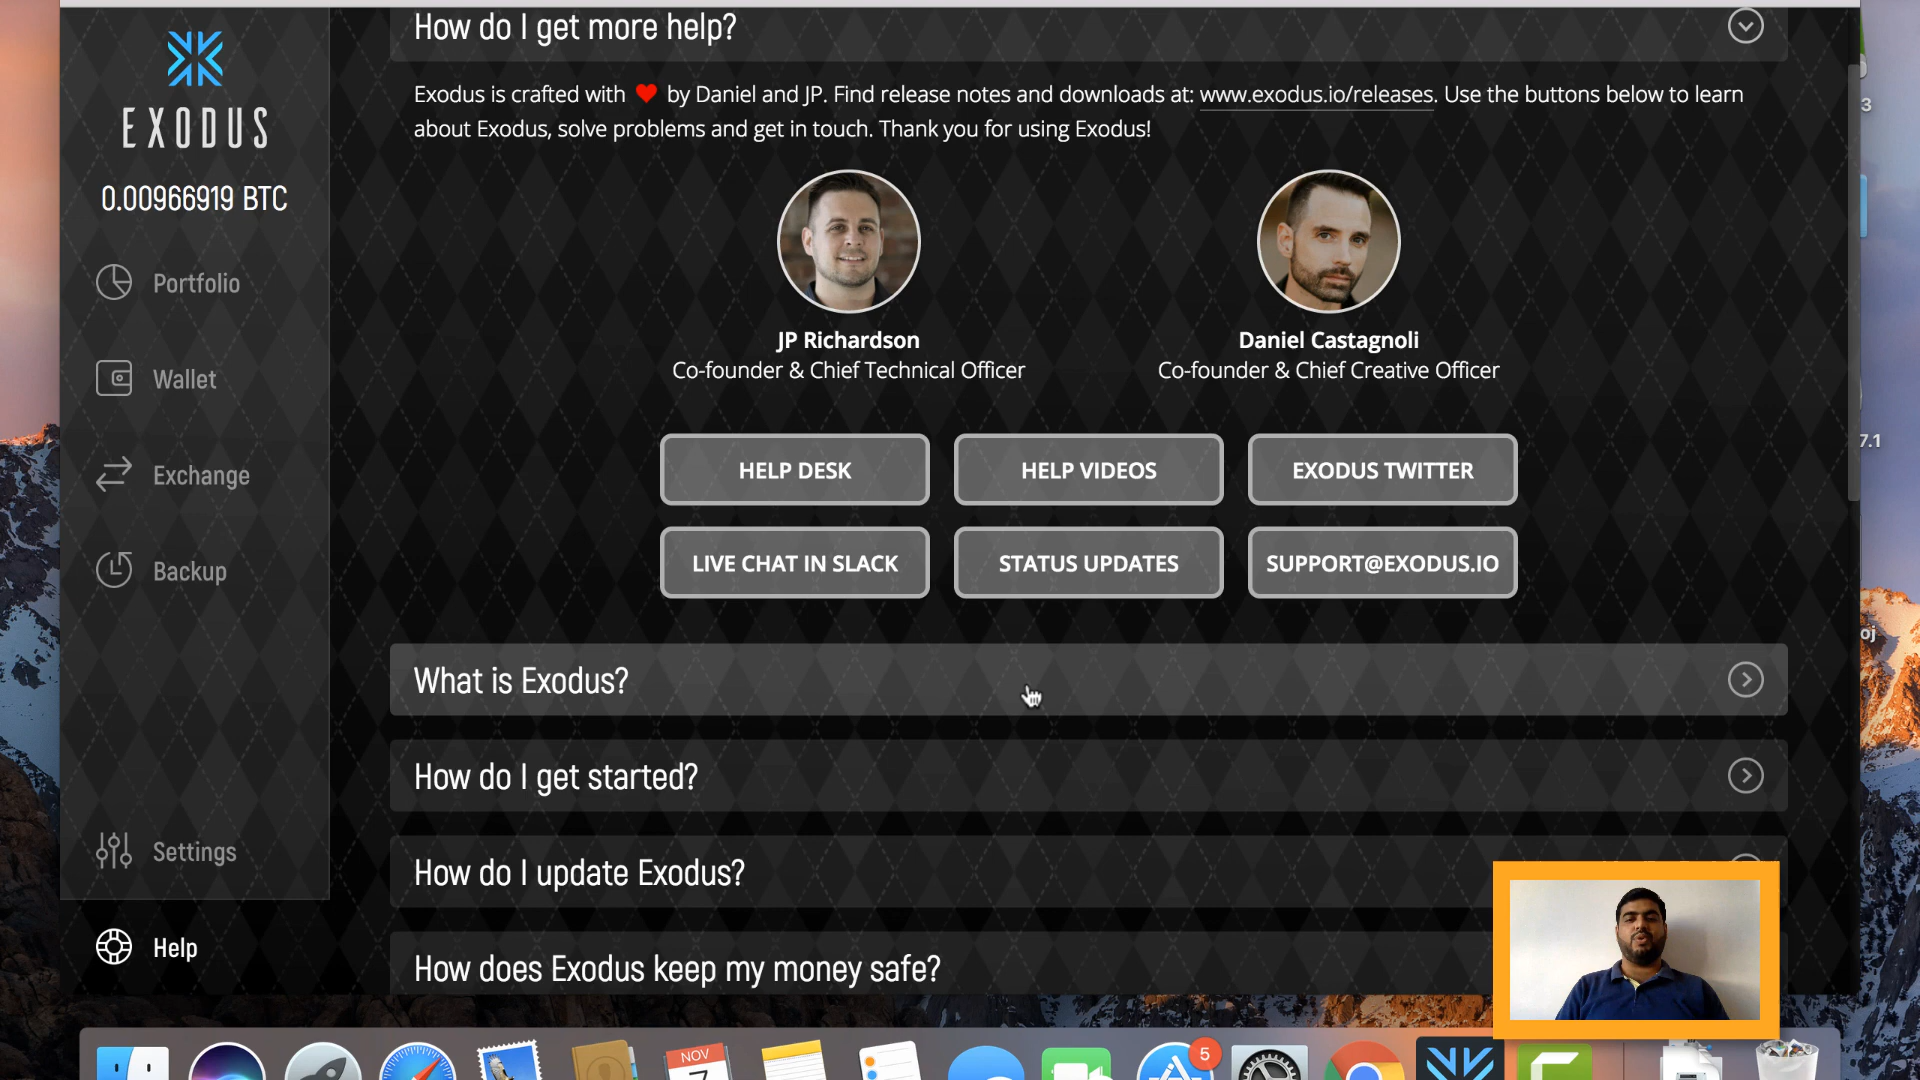 How do I get more help?
EXODUS
0.00966919 BTC
Portfolio
Wallet
Exchange
Backup
Settings
Help
Exodus is crafted with ❤ by Daniel and JP. Find release notes and downloads at: www.exodus.io/releases. Use the buttons below to learn
about Exodus, solve problems and get in touch. Thank you for using Exodus!
JP Richardson
Co-founder & Chief Technical Officer
Daniel Castagnoli
Co-founder & Chief Creative Officer
HELP DESK
HELP VIDEOS
EXODUS TWITTER
LIVE CHAT IN SLACK
STATUS UPDATES
SUPPORT@EXODUS.IO
What is Exodus?
How do I get started?
How do I update Exodus?
How does Exodus keep my money safe?
3
7.1
oj
NOV
7
5